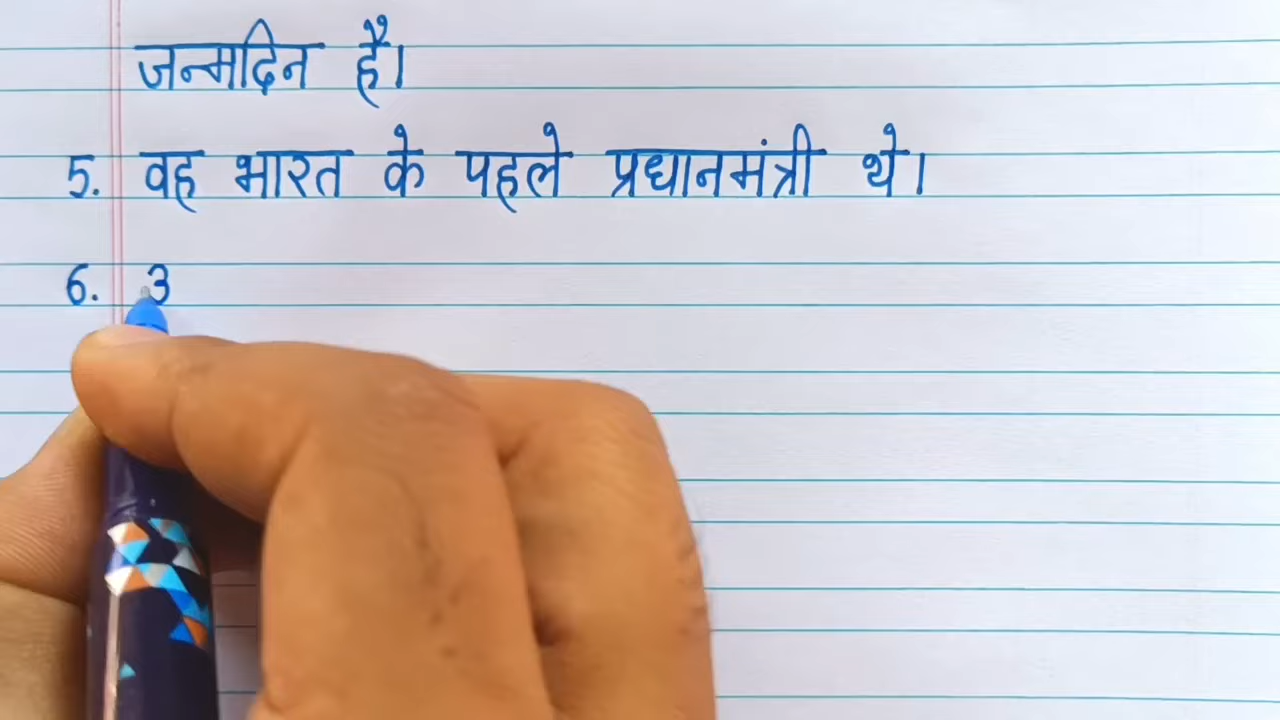 जन्मदिन है।
5. वह भारत के पहले प्रधानमंत्री थे।
6. उ